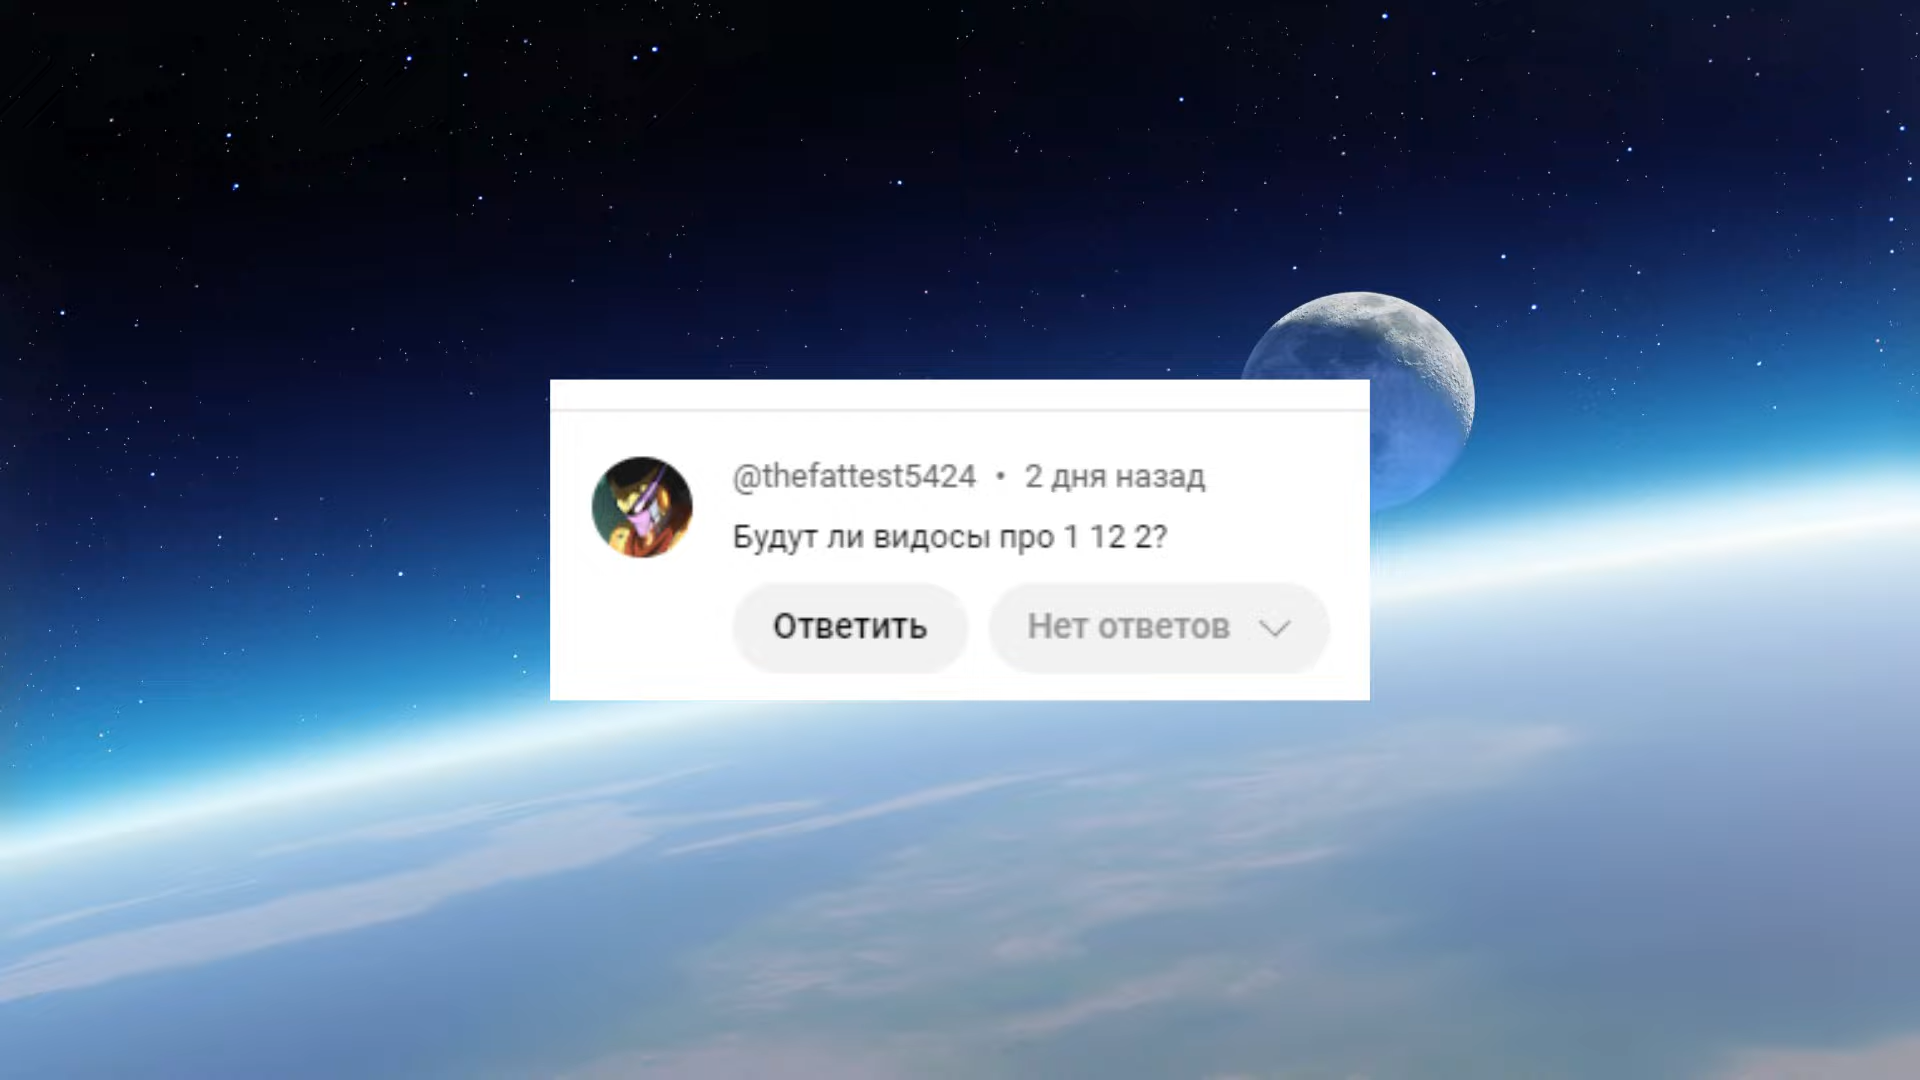 @thefattest5424 • 2 дня назад
Будут ли видосы про 1 12 2?
Ответить Нет ответов